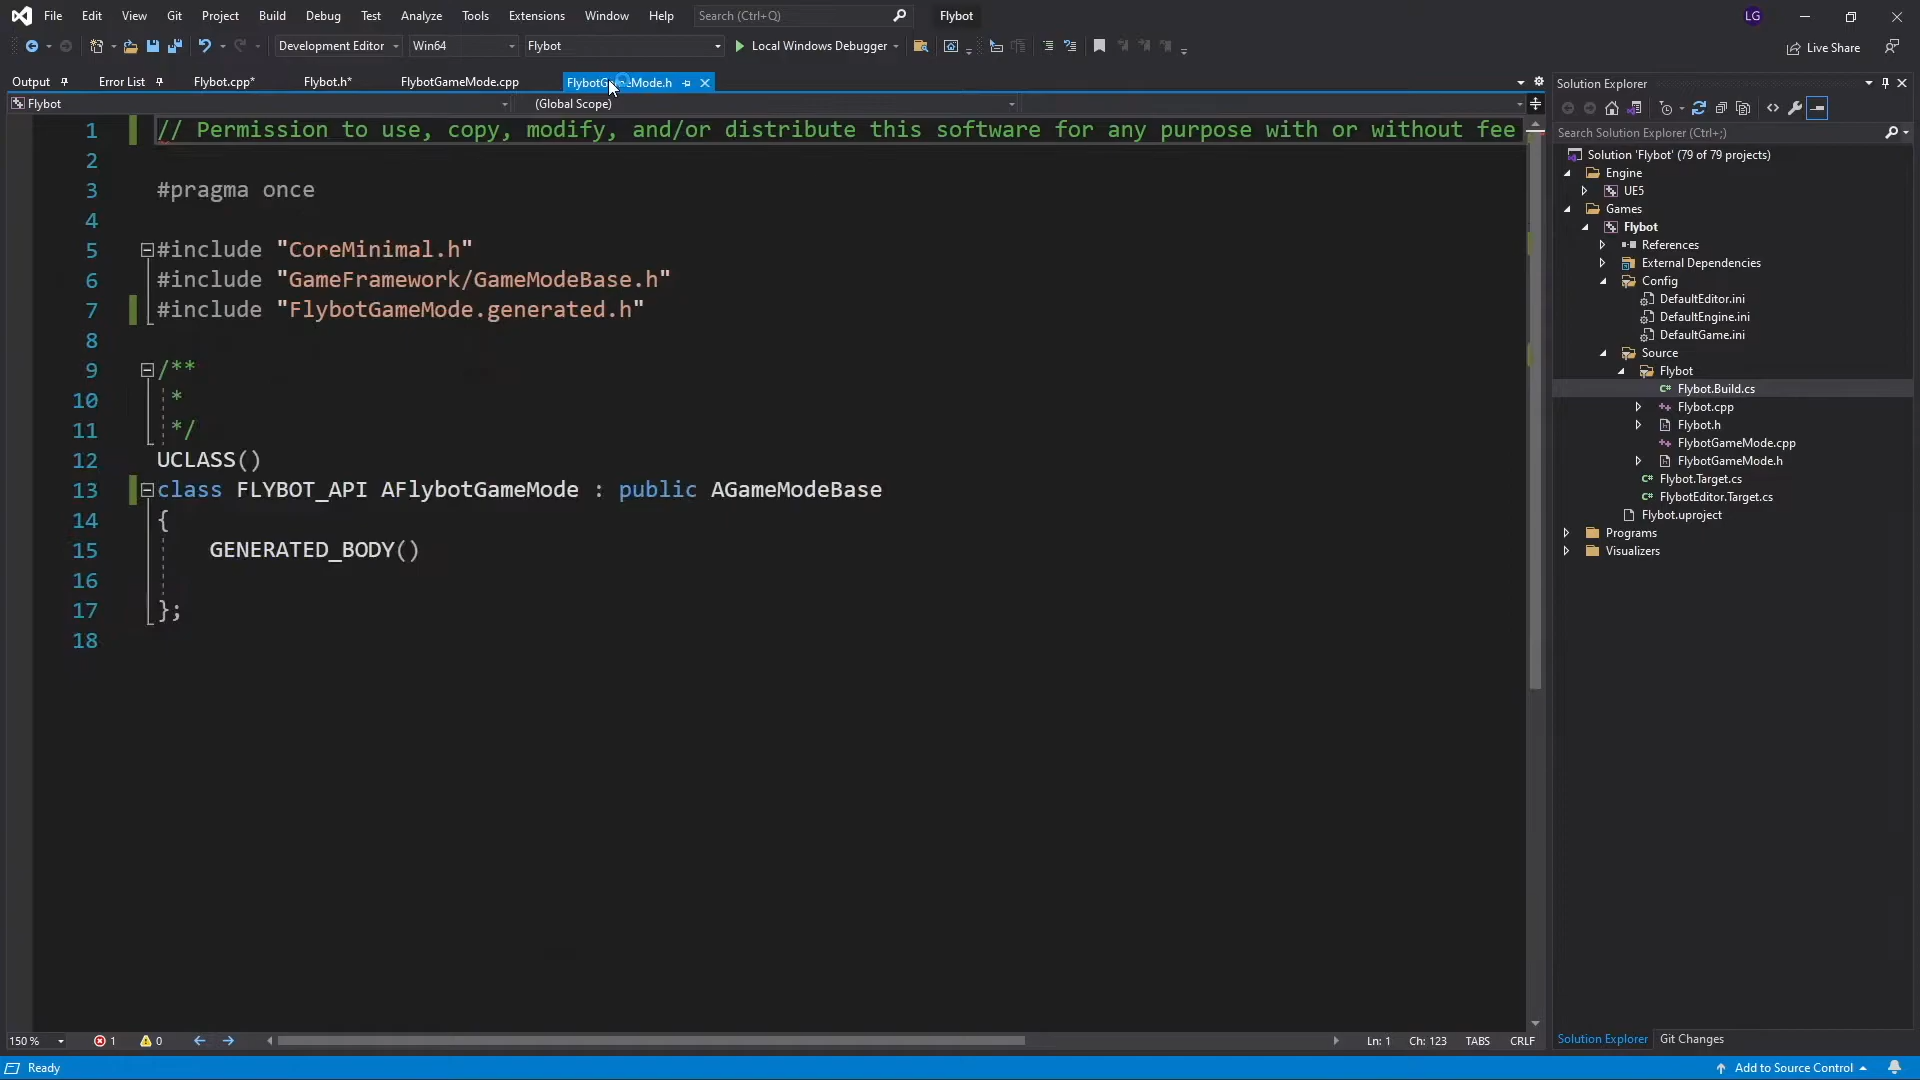 File Edit View Git Project Build Debug Test Analyze Tools Extensions Window Help Search (Ctrl+Q) Flybot LG
Development Editor Win64 Flybot Local Windows Debugger Live Share
Output Error List Flybot.cpp* Flybot.h* FlybotGameMode.cpp
Flybot (Global Scope)
1 // Permission to use, copy, modify, and/or distribute this software for any purpose with or without fee
2
3 #pragma once
4
5 #include "CoreMinimal.h"
6 #include "GameFramework/GameModeBase.h"
7 #include "FlybotGameMode.generated.h"
8
9 /**
10 *
11 */
12 UCLASS()
13 class FLYBOT_API AFlybotGameMode : public AGameModeBase
14 {
15 GENERATED_BODY()
16
17 };
18
Solution Explorer
Search Solution Explorer (Ctrl+;)
Solution 'Flybot' (79 of 79 projects)
Engine
UE5
Games
Flybot
References
External Dependencies
Config
DefaultEditor.ini
DefaultEngine.ini
DefaultGame.ini
Source
Flybot
C# Flybot.Build.cs
Flybot.cpp
Flybot.h
FlybotGameMode.cpp
FlybotGameMode.h
C# Flybot.Target.cs
C# FlybotEditor.Target.cs
Flybot.uproject
Programs
Visualizers
150 % 1 0 Ln: 1 Ch: 123 TABS CRLF
Solution Explorer Git Changes
Ready Add to Source Control